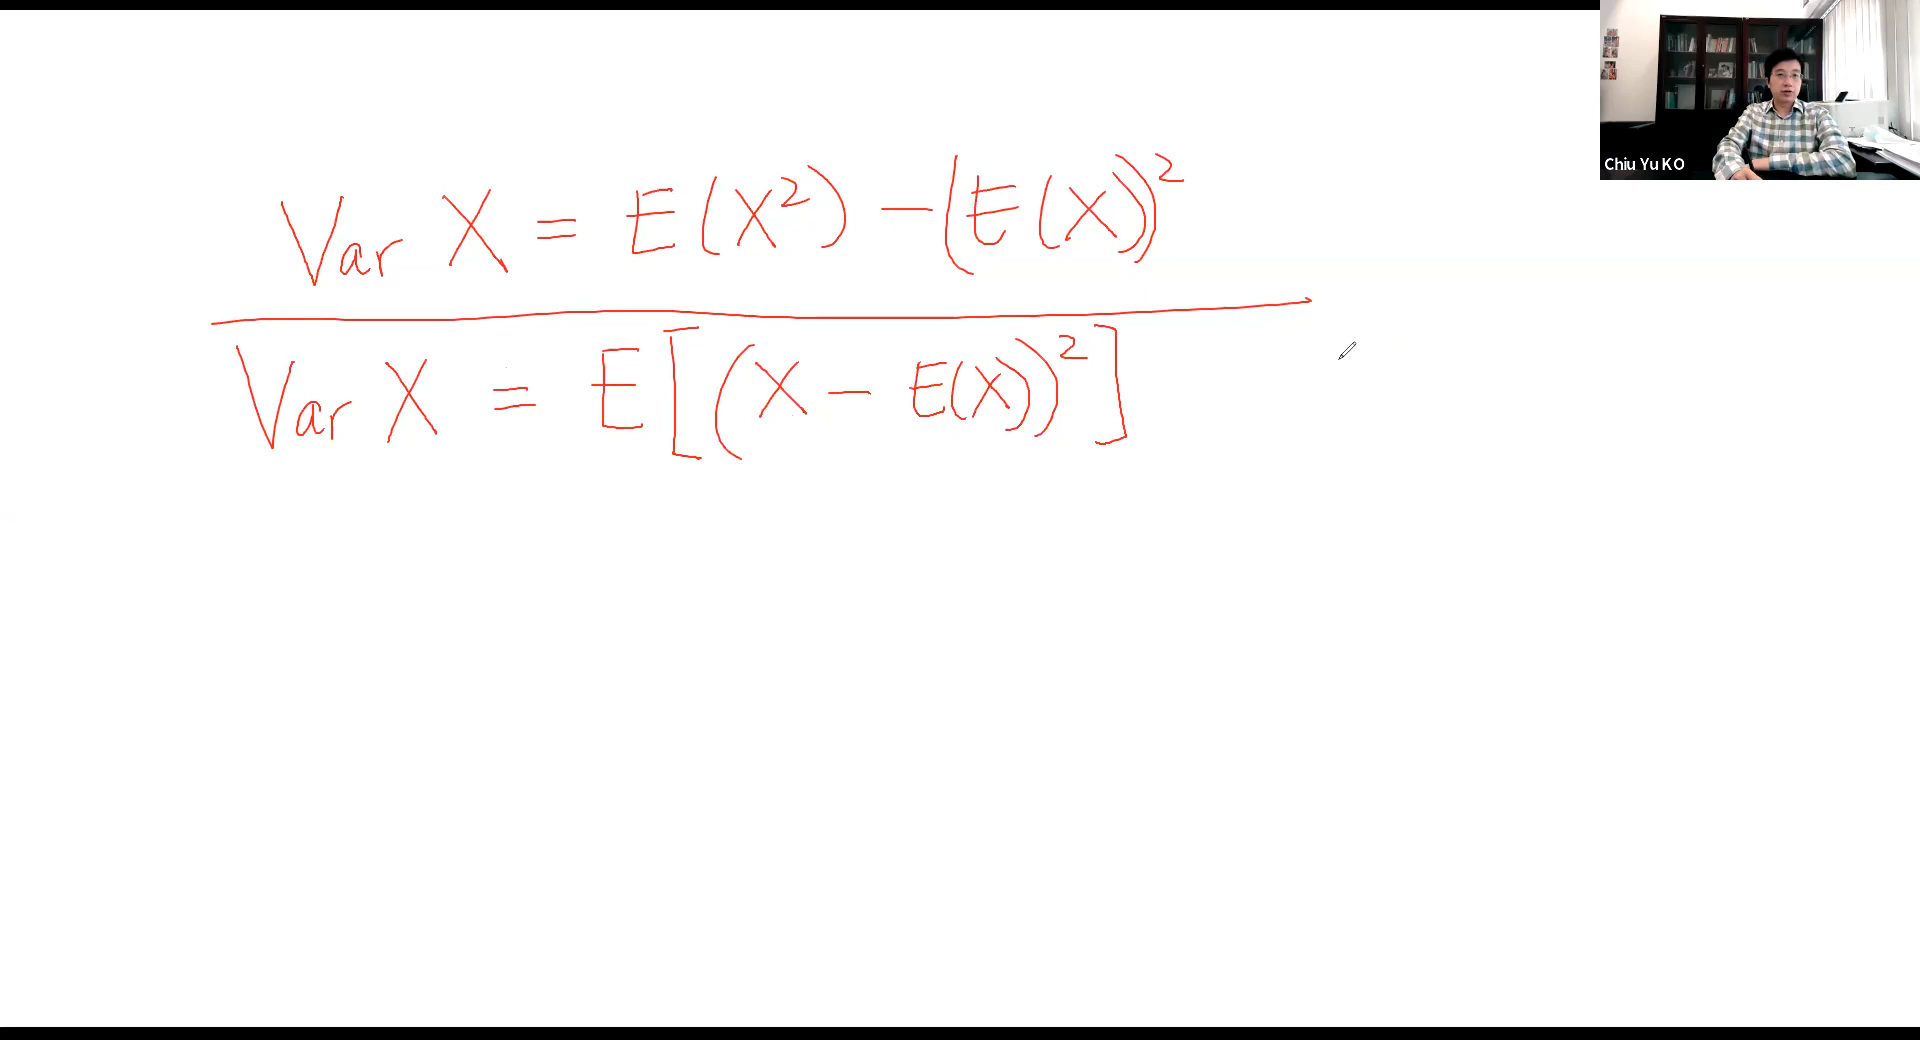 Var X = E(X²) - (E(X))²
Var X = E[(X - E(X))²]
Chiu Yu KO